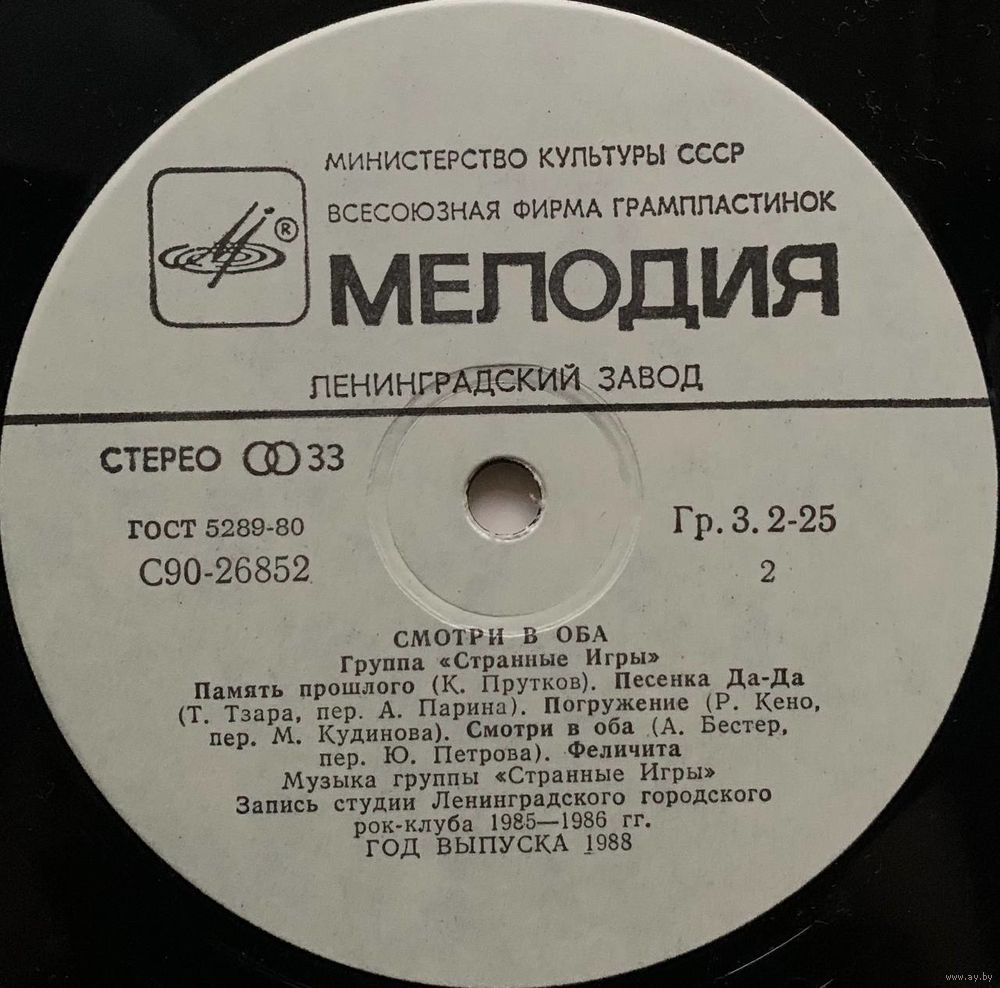 МИНИСТЕРСТВО КУЛЬТУРЫ СССР
ВСЕСОЮЗНАЯ ФИРМА ГРАМПЛАСТИНОК
®
МЕЛОДИЯ
ЛЕНИНГРАДСКИЙ ЗАВОД
СТЕРЕО 33
ГОСТ 5289-80
С90-26852
Гр. 3. 2-25
2
СМОТРИ В ОБА
Группа «Странные Игры»
Память прошлого (К. Прутков). Песенка Да-Да
(Т. Тзара, пер. А. Парина). Погружение (Р. Кено,
пер. М. Кудинова). Смотри в оба (А. Бестер,
пер. Ю. Петрова). Феличита
Музыка группы «Странные Игры»
Запись студии Ленинградского городского
рок-клуба 1985—1986 гг.
ГОД ВЫПУСКА 1988
www.ay.by